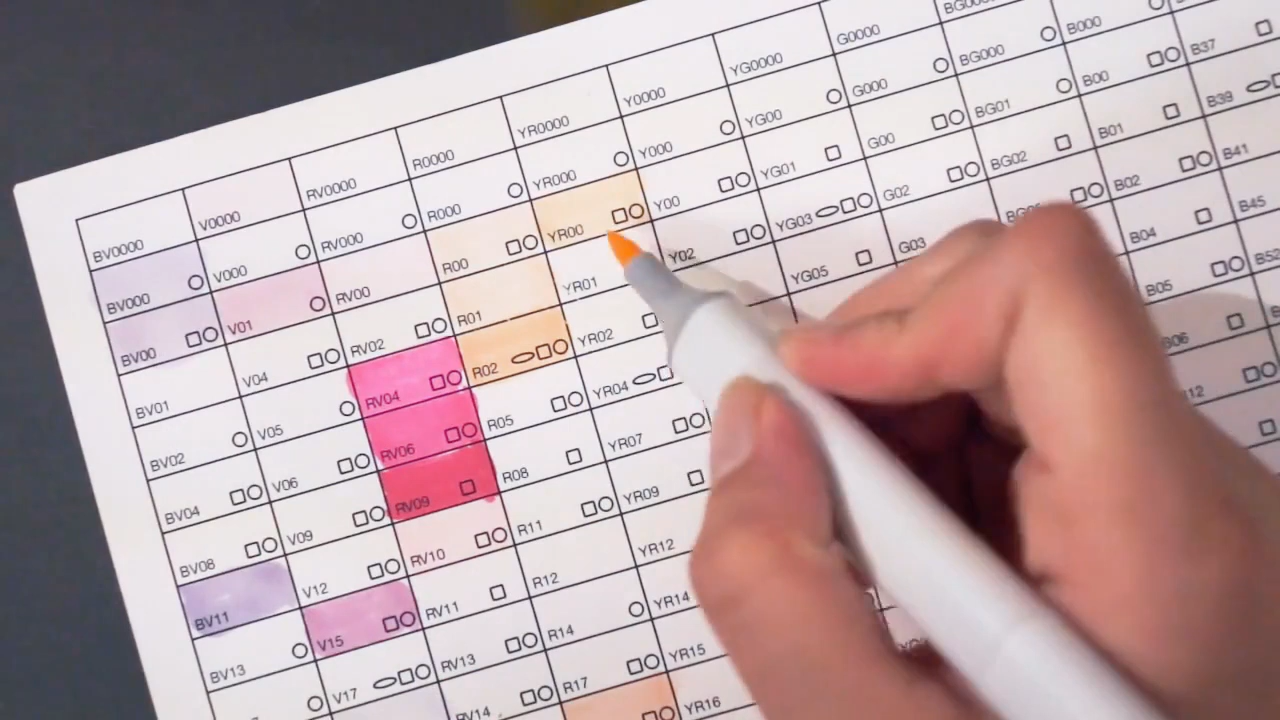 BV0000 V0000 RV0000 R0000 YR0000 Y0000 YG0000 G0000
BV000 V000 RV000 R000 YR000 Y000 YG00 G000 BG000 B000
BV00 V01 RV00 R00 YR00 Y00 YG01 G00 BG01 B00 B37
BV01 V04 RV02 R01 YR01 Y02 YG03 G02 BG02 B01 B39
BV02 V05 RV04 R02 YR02 YG05 G03 B02 B41
BV04 V06 RV06 R05 YR04 B04 B45
BV08 V09 RV09 R08 YR07 B05 B52
BV11 V12 RV10 R11 YR09
BV13 V15 RV11 R12 YR12
V17 RV13 R14 YR14
RV14 R17 YR15
YR16